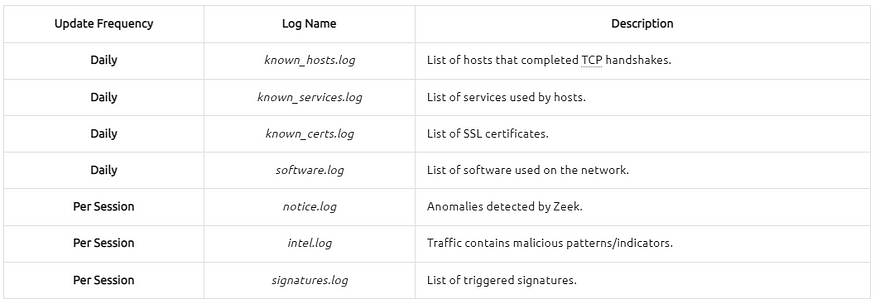 Update Frequency Log Name Description
Daily known_hosts.log List of hosts that completed TCP handshakes.
Daily known_services.log List of services used by hosts.
Daily known_certs.log List of SSL certificates.
Daily software.log List of software used on the network.
Per Session notice.log Anomalies detected by Zeek.
Per Session intel.log Traffic contains malicious patterns/indicators.
Per Session signatures.log List of triggered signatures.